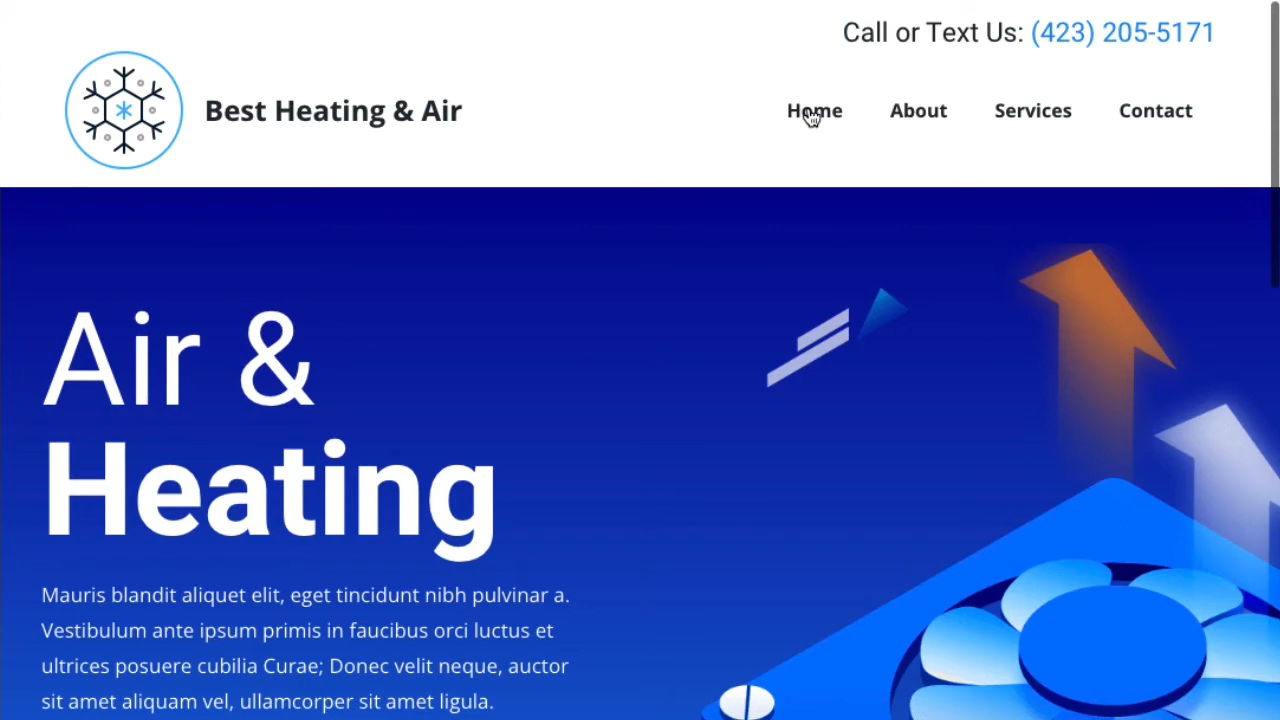 Call or Text Us: (423) 205-5171
Best Heating & Air
Home About Services Contact
Air &
Heating
Mauris blandit aliquet elit, eget tincidunt nibh pulvinar a.
Vestibulum ante ipsum primis in faucibus orci luctus et
ultrices posuere cubilia Curae; Donec velit neque, auctor
sit amet aliquam vel, ullamcorper sit amet ligula.